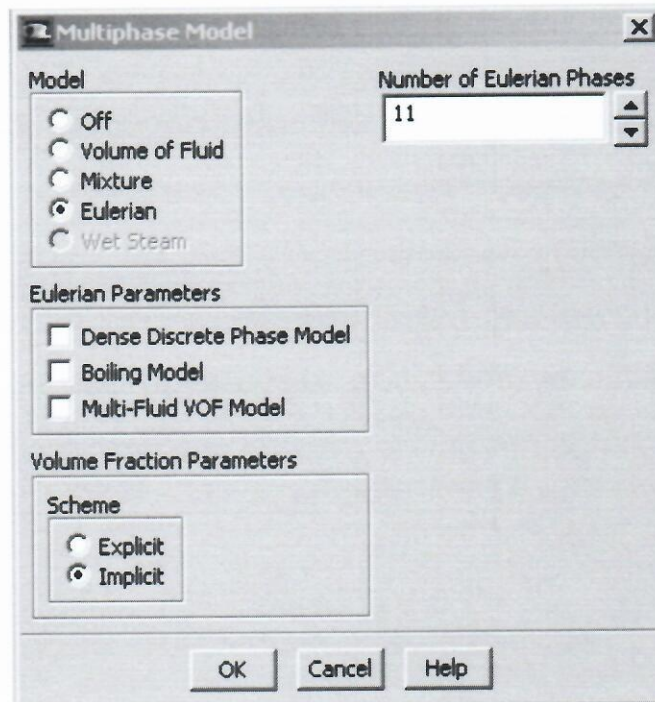 Multiphase Model
Model
Off
Volume of Fluid
Mixture
Eulerian
Wet Steam
Number of Eulerian Phases
11
Eulerian Parameters
Dense Discrete Phase Model
Boiling Model
Multi-Fluid VOF Model
Volume Fraction Parameters
Scheme
Explicit
Implicit
OK
Cancel
Help